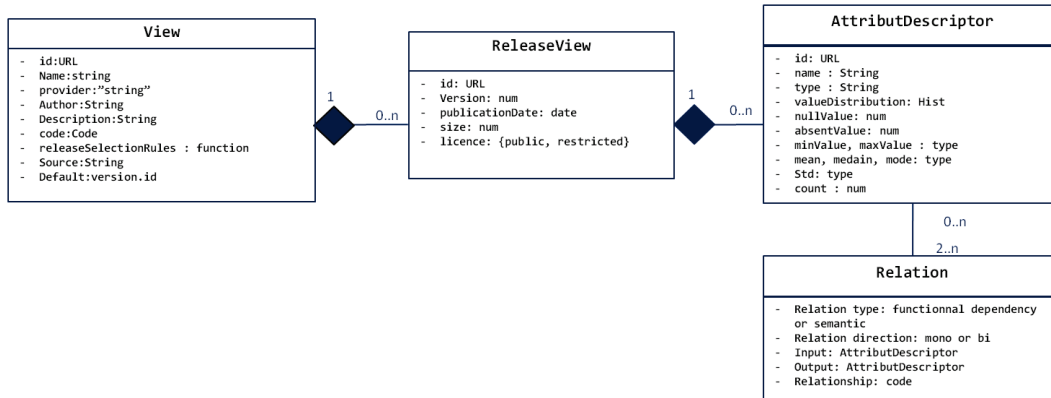 View
- id:URL
- Name:string
- provider:”string”
- Author:String
- Description:String
- code:Code
- releaseSelectionRules : function
- Source:String
- Default:version.id
1
0..n
ReleaseView
- id: URL
- Version: num
- publicationDate: date
- size: num
- licence: {public, restricted}
1
0..n
AttributDescriptor
- id: URL
- name : String
- type : String
- valueDistribution: Hist
- nullValue: num
- absentValue: num
- minValue, maxValue : type
- mean, medain, mode: type
- Std: type
- count : num
0..n
2..n
Relation
- Relation type: functionnal dependency
or semantic
- Relation direction: mono or bi
- Input: AttributDescriptor
- Output: AttributDescriptor
- Relationship: code